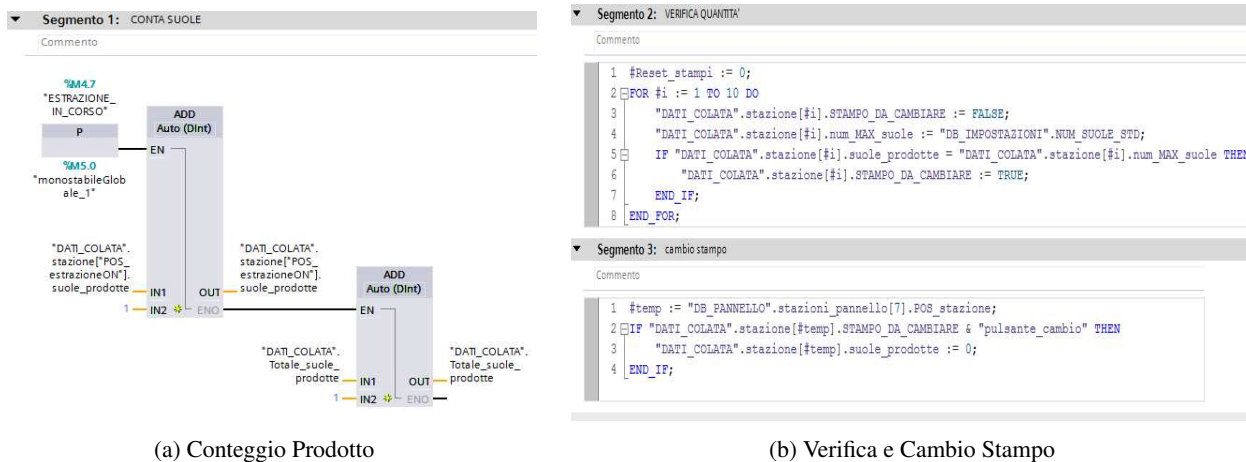 Segmento 1: CONTA SUOLE
Commento
%M4.7
"ESTRAZIONE_
IN_CORSO"
P
%M5.0
"monostabileGlob
ale_1"
ADD
Auto (DInt)
EN
"DATI_COLATA".
stazione["POS_
estrazioneON"].
suole_prodotte
IN1
1
IN2
OUT
ENO
"DATI_COLATA".
stazione["POS_
estrazioneON"].
suole_prodotte
ADD
Auto (DInt)
EN
"DATI_COLATA".
Totale_suole_
prodotte
IN1
1
IN2
OUT
ENO
"DATI_COLATA".
Totale_suole_
prodotte
(a) Conteggio Prodotto
Segmento 2: VERIFICA QUANTITA'
Commento
1 #Reset_stampi := 0;
2 FOR #i := 1 TO 10 DO
3 "DATI_COLATA".stazione[#i].STAMPO_DA_CAMBIARE := FALSE;
4 "DATI_COLATA".stazione[#i].num_MAX_suole := "DB_IMPOSTAZIONI".NUM_SUOLE_STD;
5 IF "DATI_COLATA".stazione[#i].suole_prodotte = "DATI_COLATA".stazione[#i].num_MAX_suole THEN
6 "DATI_COLATA".stazione[#i].STAMPO_DA_CAMBIARE := TRUE;
7 END_IF;
8 END_FOR;
Segmento 3: cambio stampo
Commento
1 #temp := "DB_PANNELLO".stazioni_pannello[7].POS_stazione;
2 IF "DATI_COLATA".stazione[#temp].STAMPO_DA_CAMBIARE & "pulsante_cambio" THEN
3 "DATI_COLATA".stazione[#temp].suole_prodotte := 0;
4 END_IF;
(b) Verifica e Cambio Stampo